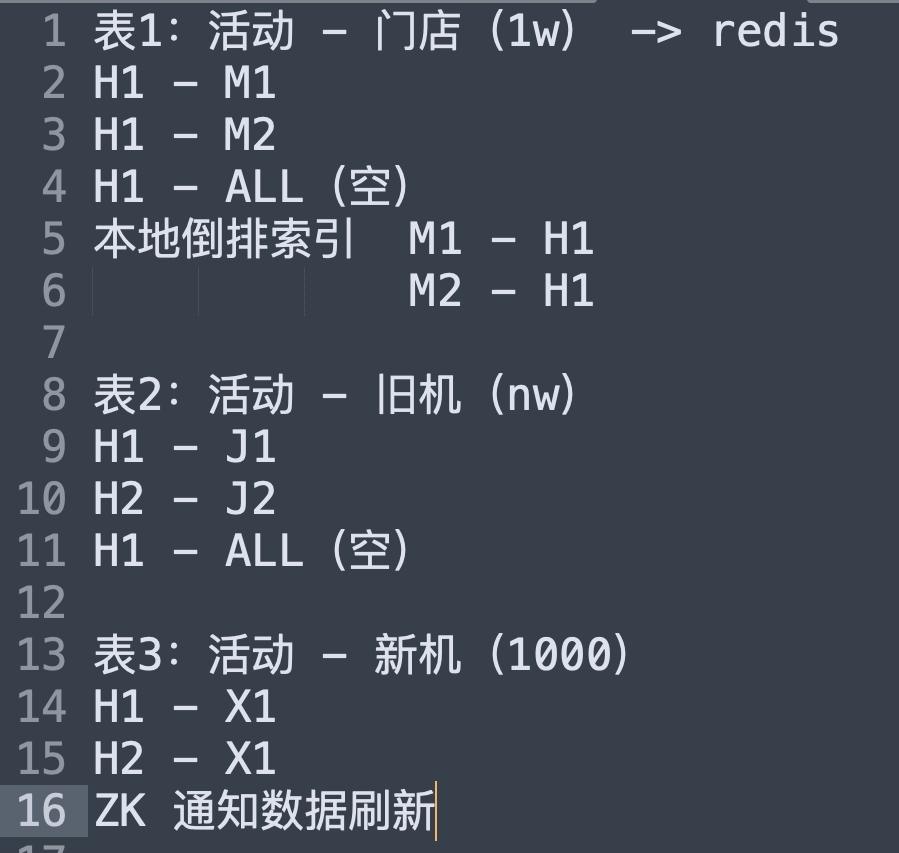 1 表1：活动 - 门店（1w） -> redis
2 H1 - M1
3 H1 - M2
4 H1 - ALL（空）
5 本地倒排索引  M1 - H1
6 M2 - H1
7
8 表2：活动 - 旧机（nw）
9 H1 - J1
10 H2 - J2
11 H1 - ALL（空）
12
13 表3：活动 - 新机（1000）
14 H1 - X1
15 H2 - X1
16 ZK 通知数据刷新
17